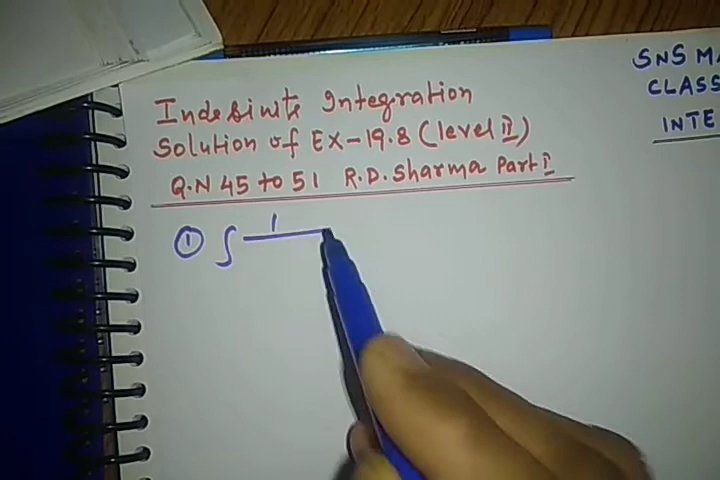 Indefinite Integration
Solution of EX-19.8 (level II)
Q.N 45 to 51 R.D. Sharma Part I
SNS MA
CLASS
INTE
① ∫ 1